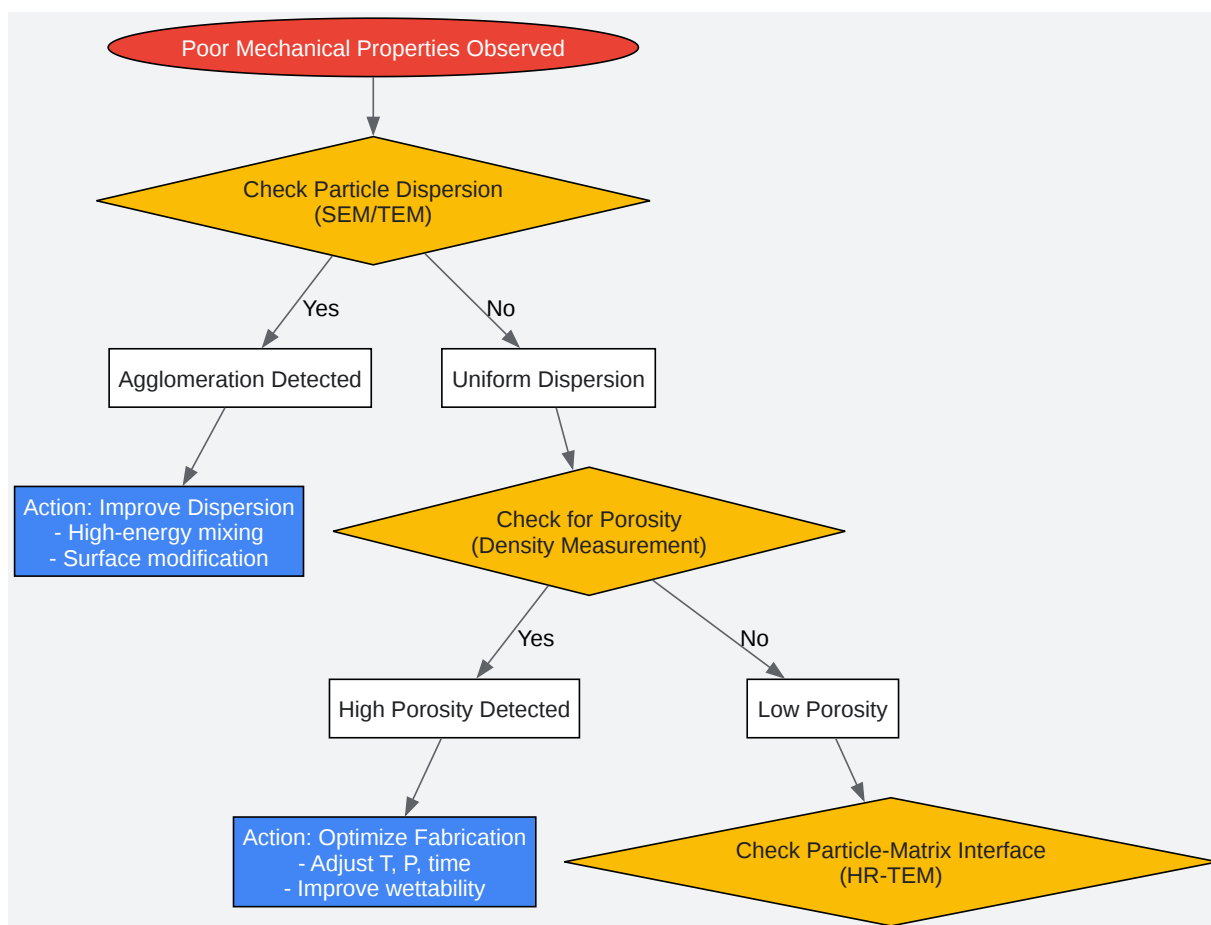 Poor Mechanical Properties Observed
Check Particle Dispersion
(SEM/TEM)
Yes
No
Agglomeration Detected
Uniform Dispersion
Action: Improve Dispersion
- High-energy mixing
- Surface modification
Check for Porosity
(Density Measurement)
Yes
No
High Porosity Detected
Low Porosity
Action: Optimize Fabrication
- Adjust T, P, time
- Improve wettability
Check Particle-Matrix Interface
(HR-TEM)